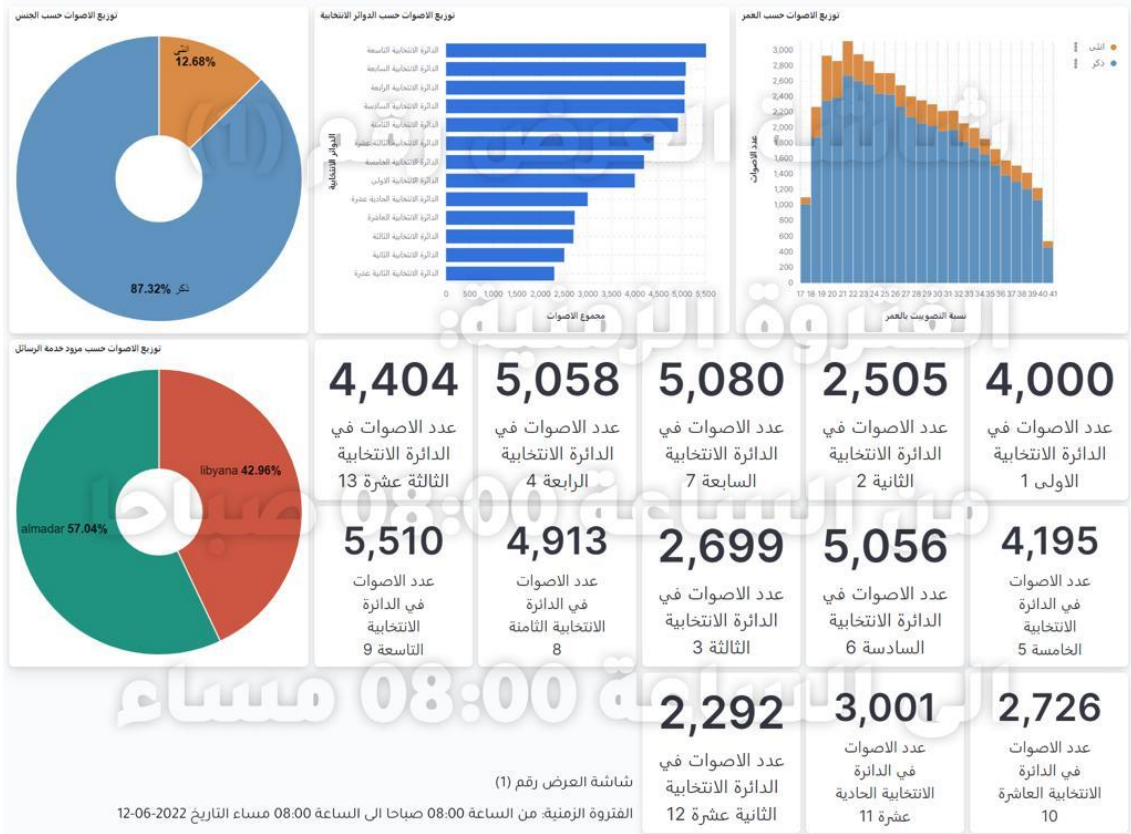 توزيع الاصوات حسب العمر
انثى
ذكر
عدد الاصوات
3,000
2,800
2,600
2,400
2,200
2,000
1,800
1,600
1,400
1,200
1,000
800
600
400
200
0
17 18 19 20 21 22 23 24 25 26 27 28 29 30 31 32 33 34 35 36 37 38 39 40 41
نسبة التصوييت بالعمر
توزيع الاصوات حسب الدوائر الانتخابية
الدوائر الانتخابية
الدائرة الانتخابية التاسعة
الدائرة الانتخابية السابعة
الدائرة الانتخابية الرابعة
الدائرة الانتخابية السادسة
الدائرة الانتخابية الثامنة
الدائرة الانتخابية الثالثة عشرة
الدائرة الانتخابية الخامسة
الدائرة الانتخابية الاولى
الدائرة الانتخابية الحادية عشرة
الدائرة الانتخابية العاشرة
الدائرة الانتخابية الثالثة
الدائرة الانتخابية الثانية
الدائرة الانتخابية الثانية عشرة
0 500 1,000 1,500 2,000 2,500 3,000 3,500 4,000 4,500 5,000 5,500
مجموع الاصوات
توزيع الاصوات حسب الجنس
انثى
12.68%
ذكر 87.32%
شاشة العرض رقم (1)
الفتروة الزمنية:
من الساعة 08:00 صباحا
الى الساعة 08:00 مساء
4,000
عدد الاصوات في
الدائرة الانتخابية
الاولى 1
2,505
عدد الاصوات في
الدائرة الانتخابية
الثانية 2
5,080
عدد الاصوات في
الدائرة الانتخابية
السابعة 7
5,058
عدد الاصوات في
الدائرة الانتخابية
الرابعة 4
4,404
عدد الاصوات في
الدائرة الانتخابية
الثالثة عشرة 13
توزيع الاصوات حسب مزود خدمة الرسائل
libyana 42.96%
almadar 57.04%
4,195
عدد الاصوات
في الدائرة
الانتخابية
الخامسة 5
5,056
عدد الاصوات في
الدائرة الانتخابية
السادسة 6
2,699
عدد الاصوات في
الدائرة الانتخابية
الثالثة 3
4,913
عدد الاصوات
في الدائرة
الانتخابية الثامنة
8
5,510
عدد الاصوات
في الدائرة
الانتخابية
التاسعة 9
2,726
عدد الاصوات
في الدائرة
الانتخابية العاشرة
10
3,001
عدد الاصوات
في الدائرة
الانتخابية الحادية
عشرة 11
2,292
عدد الاصوات في
الدائرة الانتخابية
الثانية عشرة 12
شاشة العرض رقم (1)
الفتروة الزمنية: من الساعة 08:00 صباحا الى الساعة 08:00 مساء التاريخ 2022-06-12